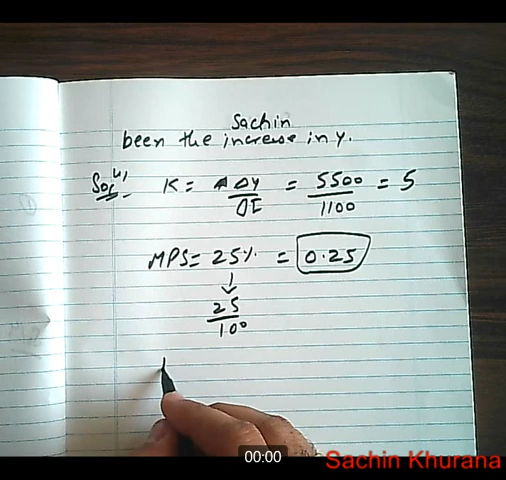 Sachin
been the increase in Y.
Sol^n K = ΔY/ΔI = 5500/1100 = 5
MPS = 25% = 0.25
25/100
00:00
Sachin Khurana